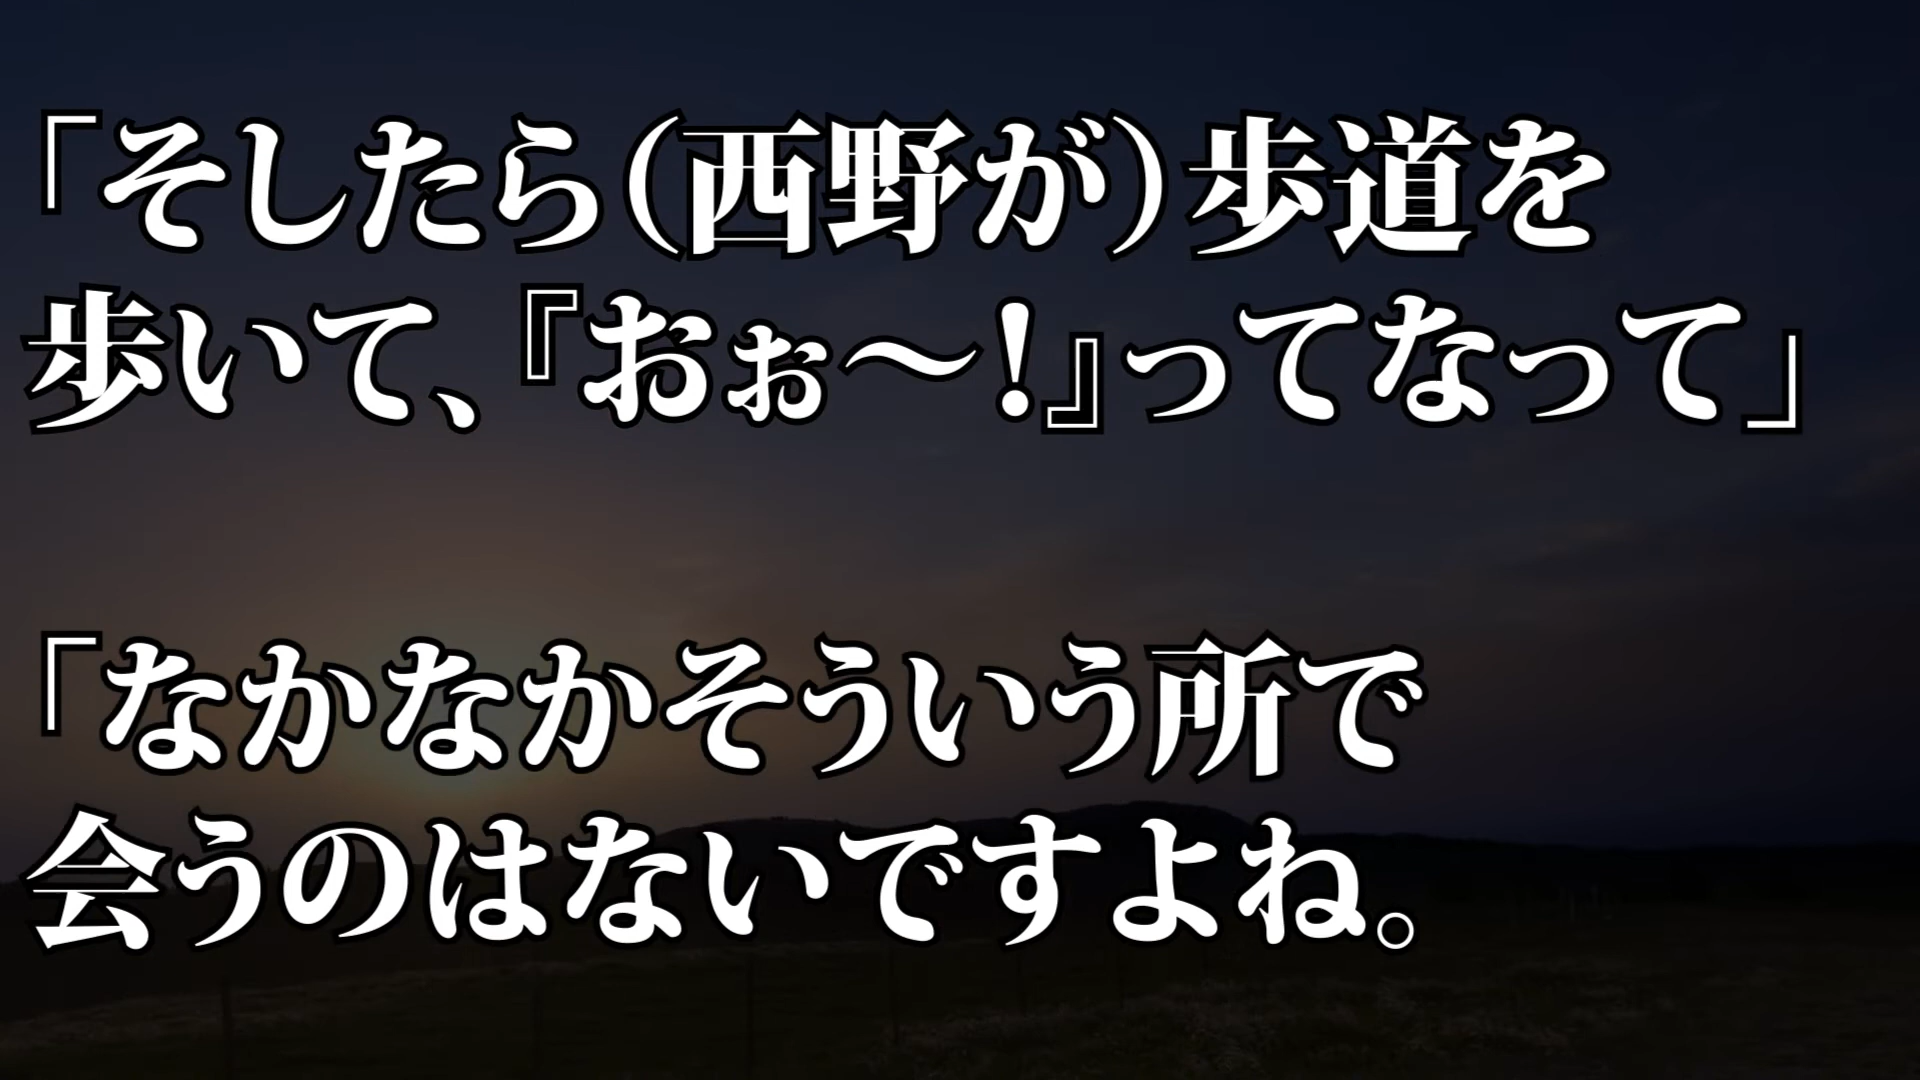 「そしたら(西野が)歩道を
歩いて、『おぉ～!』ってなって」
「なかなかそういう所で
会うのはないですよね。